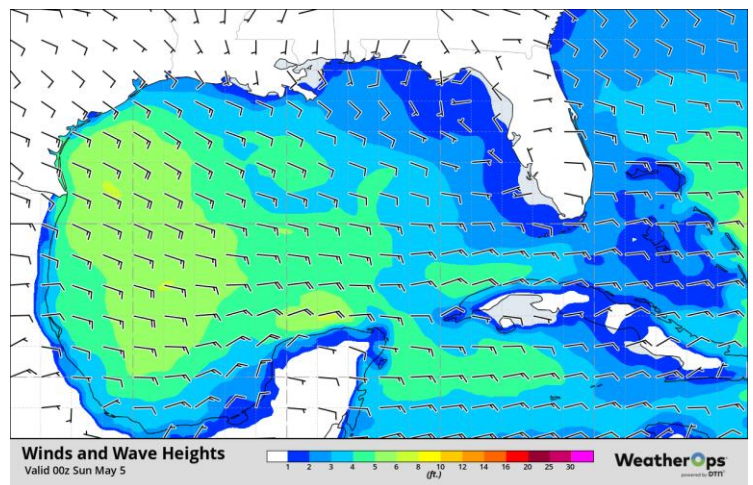 Winds and Wave Heights
Valid 00z Sun May 5
1 2 3 4 5 6 8 10 12 14 16 20 25 30
(ft.)
WeatherOps
powered by DTN